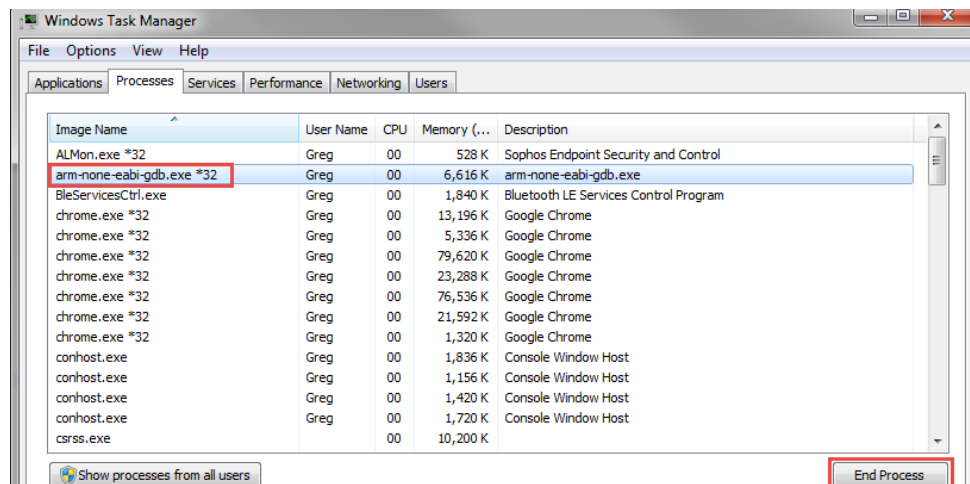 Windows Task Manager
File Options View Help
Applications Processes Services Performance Networking Users
Image Name User Name CPU Memory (... Description
ALMon.exe *32 Greg 00 528 K Sophos Endpoint Security and Control
arm-none-eabi-gdb.exe *32 Greg 00 6,616 K arm-none-eabi-gdb.exe
BleServicesCtrl.exe Greg 00 1,840 K Bluetooth LE Services Control Program
chrome.exe *32 Greg 00 13,196 K Google Chrome
chrome.exe *32 Greg 00 5,336 K Google Chrome
chrome.exe *32 Greg 00 79,620 K Google Chrome
chrome.exe *32 Greg 00 23,288 K Google Chrome
chrome.exe *32 Greg 00 76,536 K Google Chrome
chrome.exe *32 Greg 00 21,592 K Google Chrome
chrome.exe *32 Greg 00 1,320 K Google Chrome
conhost.exe Greg 00 1,836 K Console Window Host
conhost.exe Greg 00 1,156 K Console Window Host
conhost.exe Greg 00 1,420 K Console Window Host
conhost.exe Greg 00 1,720 K Console Window Host
csrss.exe 00 10,200 K
Show processes from all users End Process